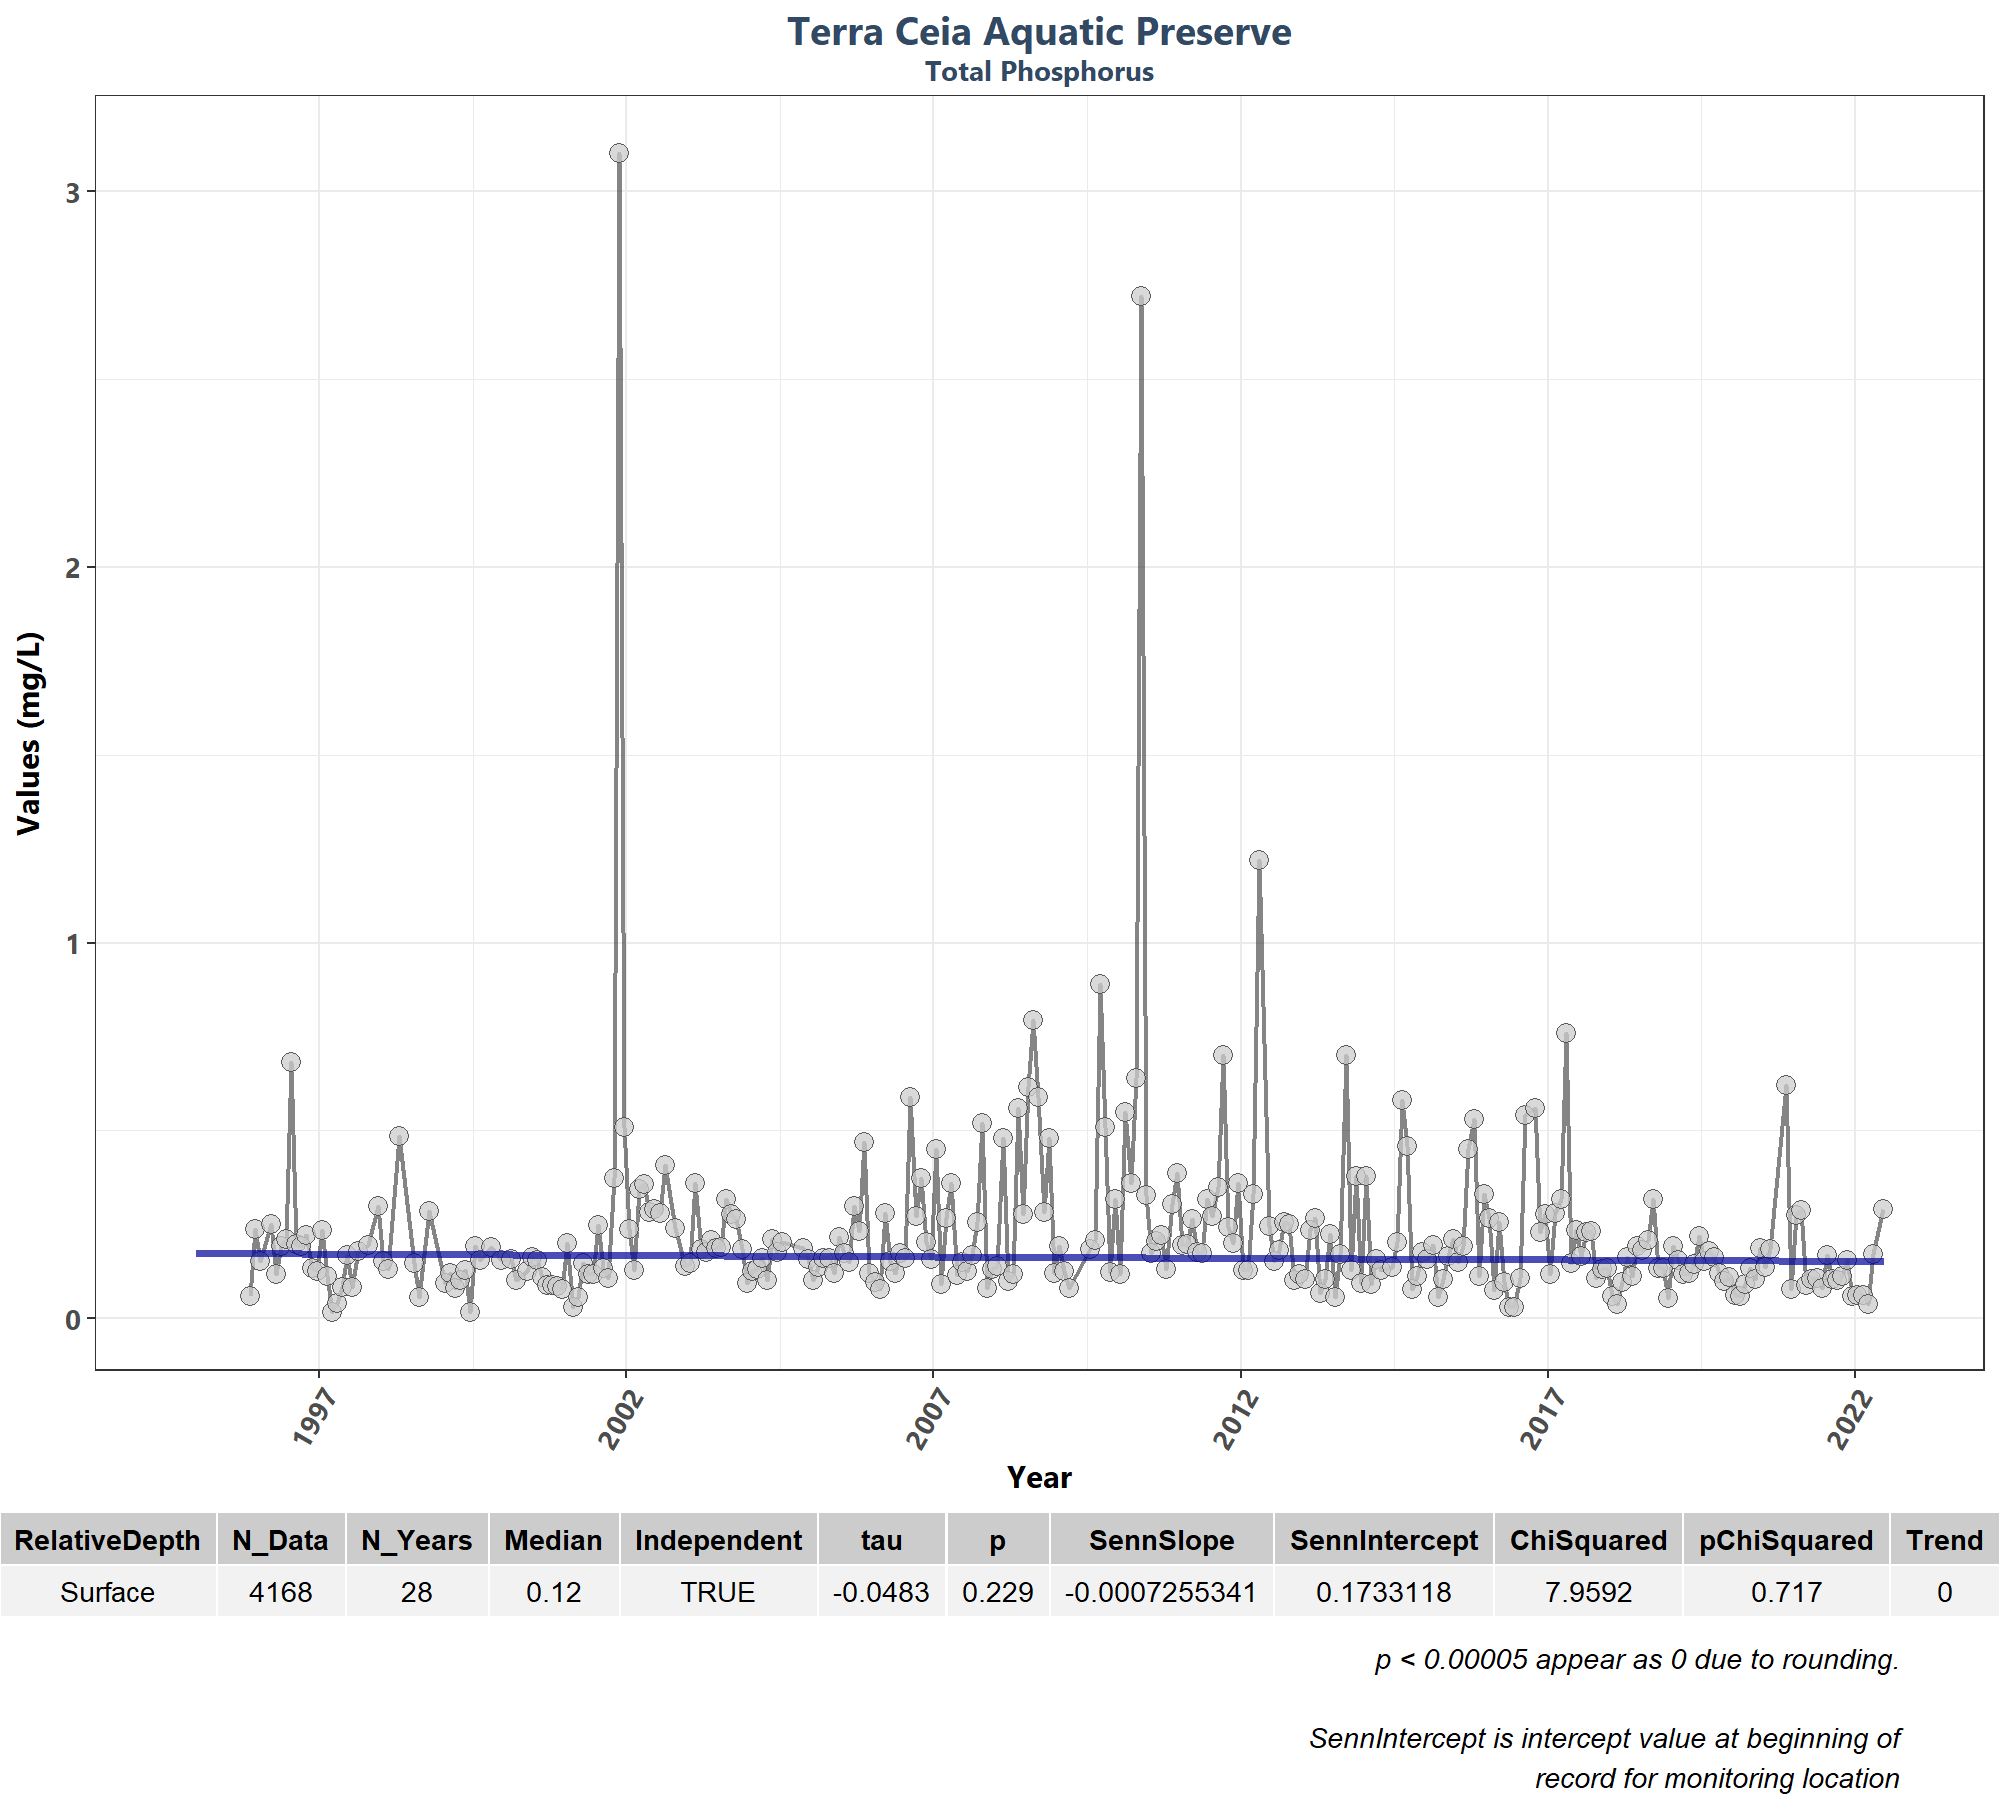 Terra Ceia Aquatic Preserve
Total Phosphorus
Values (mg/L)
3
2
1
0
1997 2002 2007 2012 2017 2022
Year
RelativeDepth N_Data N_Years Median Independent tau p SennSlope SennIntercept ChiSquared pChiSquared Trend
Surface 4168 28 0.12 TRUE -0.0483 0.229 -0.0007255341 0.1733118 7.9592 0.717 0
p < 0.00005 appear as 0 due to rounding.
SennIntercept is intercept value at beginning of
record for monitoring location